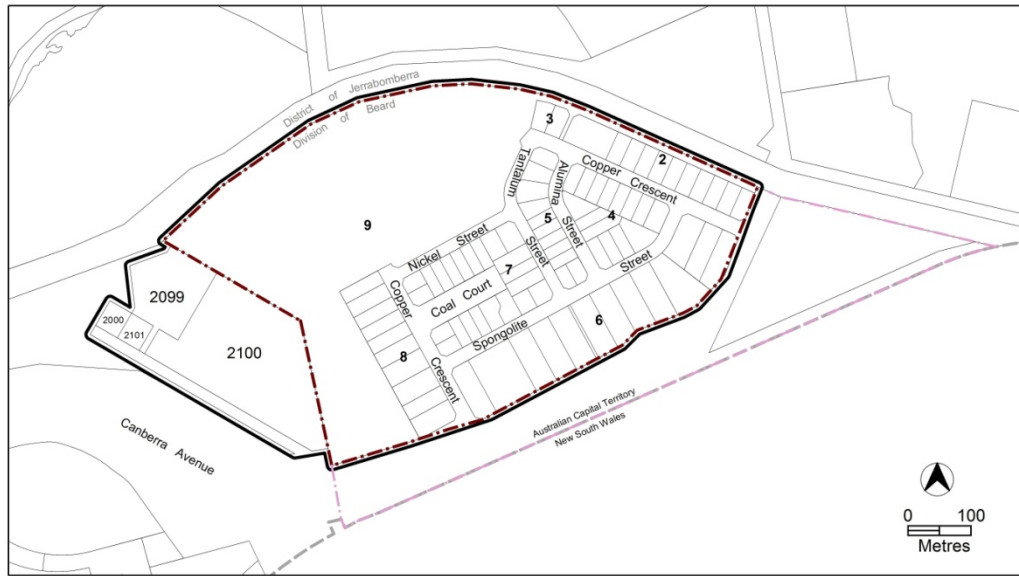 District of Jerrabomberra
Division of Beard
3
2
Copper Crescent
Tantalum
Street
Alumina
Street
4
5
9
Nickel Street
7
Coal Court
Copper
Crescent
Spongolite
Street
6
8
2099
2000
2101
2100
Canberra Avenue
Australian Capital Territory
New South Wales
0 100
Metres